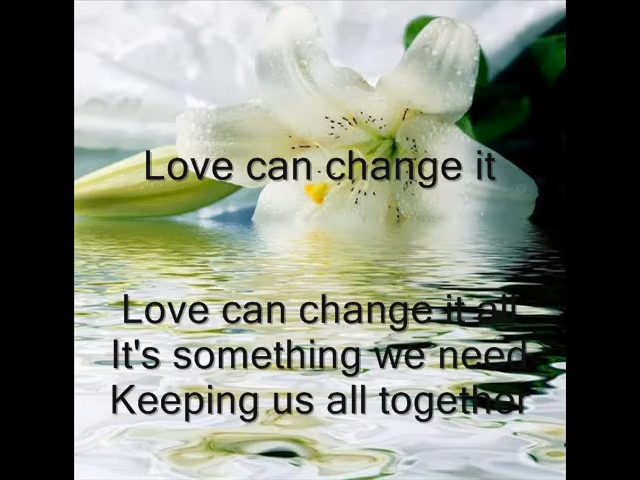 Love can change it
Love can change it all
It's something we need
Keeping us all together